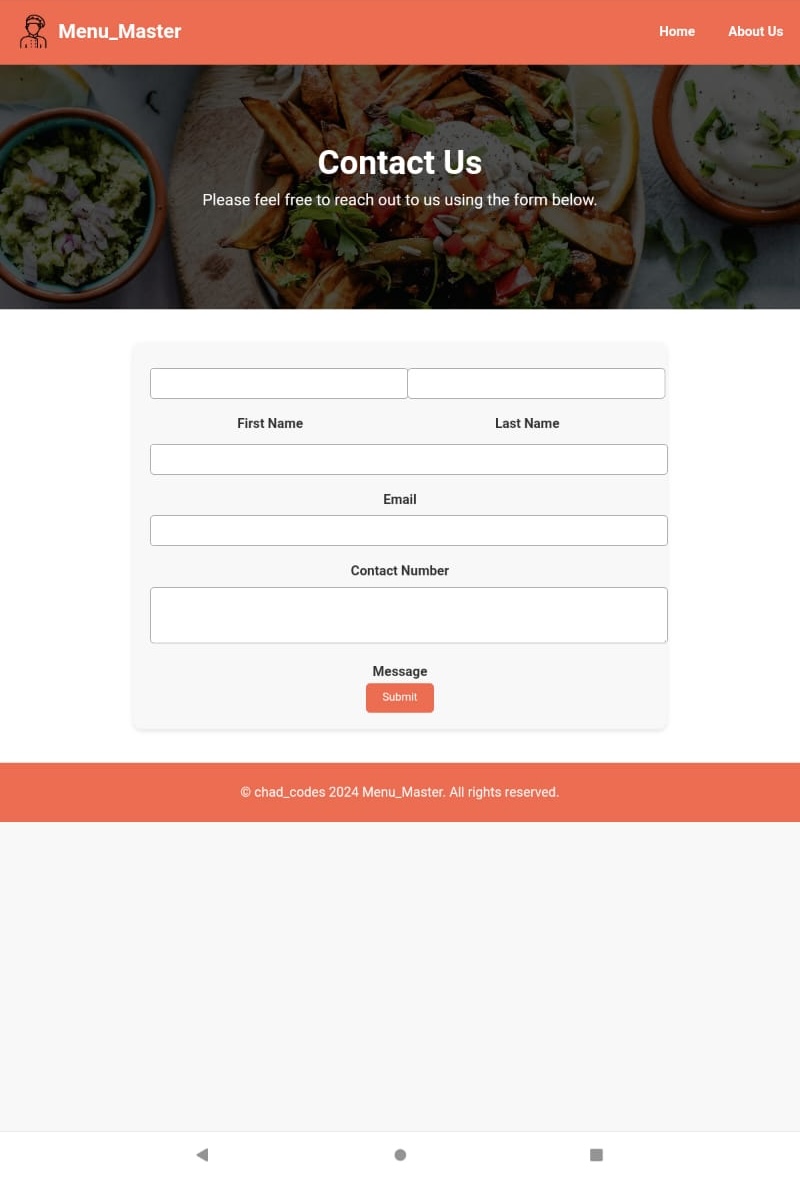 Menu_Master
Home
About Us
Contact Us
Please feel free to reach out to us using the form below.
First Name
Last Name
Email
Contact Number
Message
Submit
© chad_codes 2024 Menu_Master. All rights reserved.